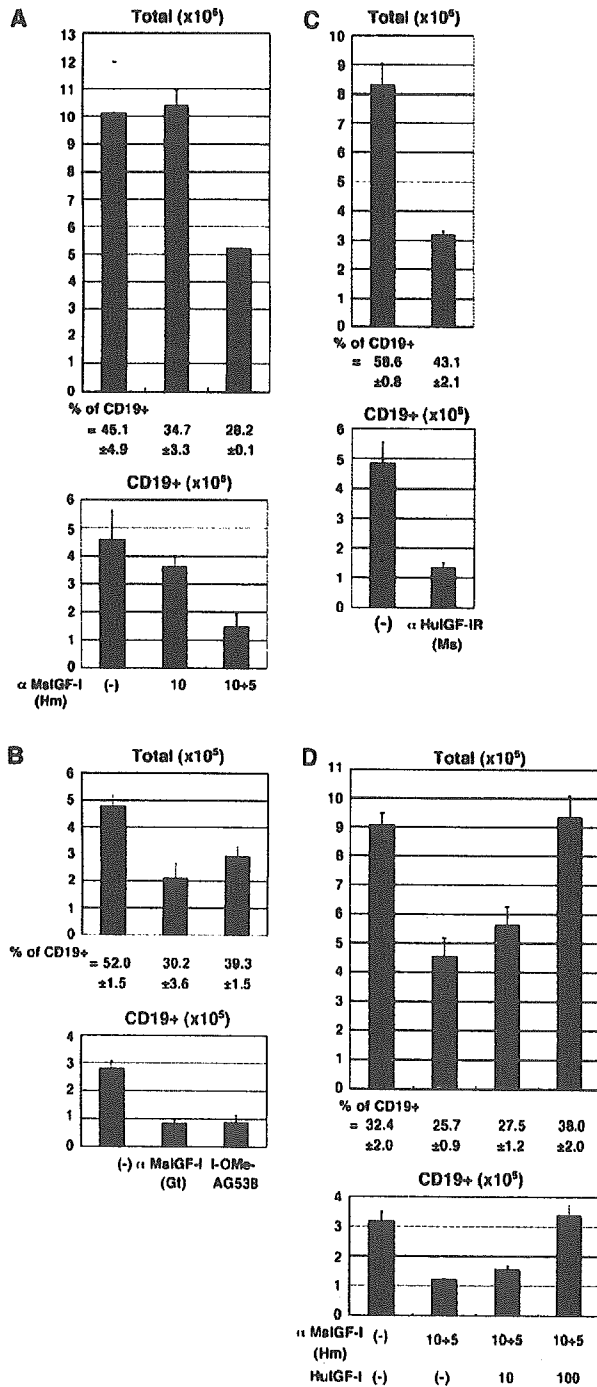 A
Total (x10⁵)
13
12
11
10
9
8
7
6
5
4
3
2
1
0
% of CD19+
= 45.1 34.7 28.2
±4.9 ±3.3 ±0.1
CD19+ (x10⁵)
6
5
4
3
2
1
0
α MsIGF-I (-) 10 10+5
(Hm)
B
Total (x10⁵)
6
5
4
3
2
1
0
% of CD19+
= 52.0 30.2 39.3
±1.5 ±3.6 ±1.5
CD19+ (x10⁵)
4
3
2
1
0
(-) α MsIGF-I I-OMe-
(Gt) AG538
C
Total (x10⁵)
10
9
8
7
6
5
4
3
2
1
0
% of CD19+
= 58.6 43.1
±0.8 ±2.1
CD19+ (x10⁵)
6
5
4
3
2
1
0
(-) α HuIGF-IR
(Ms)
D
Total (x10⁵)
11
10
9
8
7
6
5
4
3
2
1
0
% of CD19+
= 32.4 25.7 27.5 38.0
±2.0 ±0.9 ±1.2 ±2.0
CD19+ (x10⁵)
4
3
2
1
0
α MsIGF-I (-) 10+5 10+5 10+5
(Hm)
HuIGF-I (-) (-) 10 100